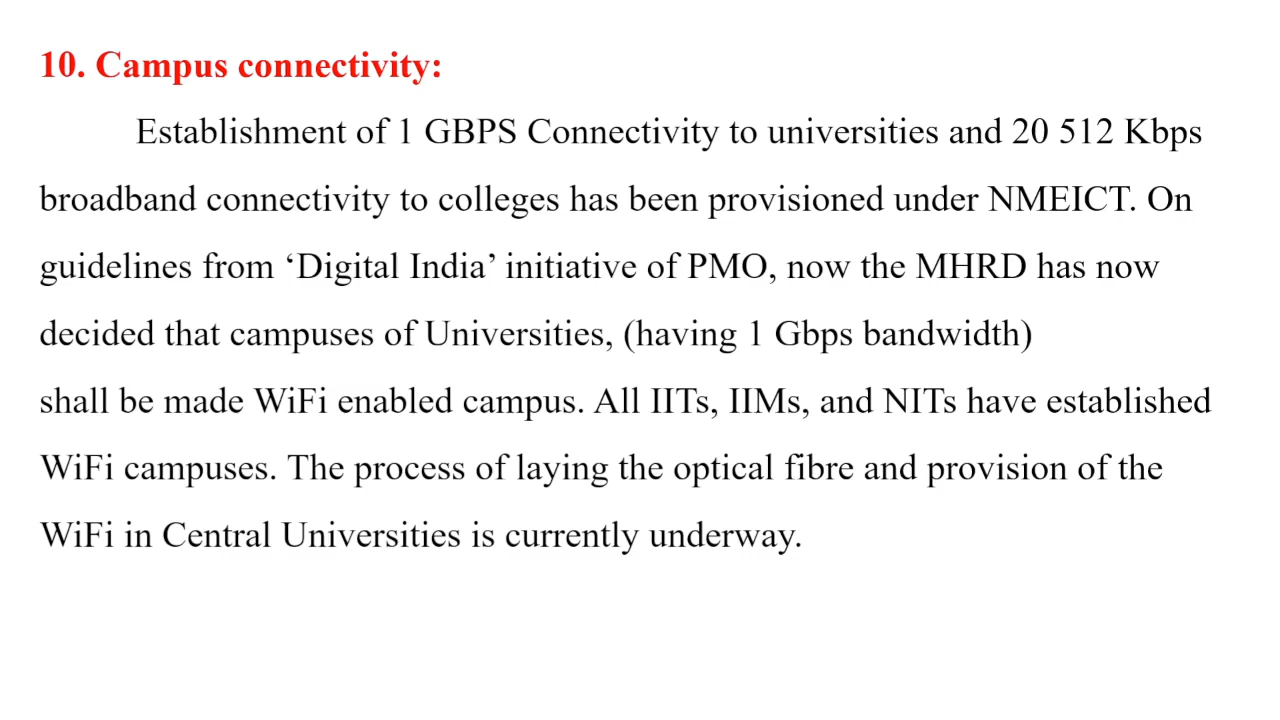 10. Campus connectivity:
Establishment of 1 GBPS Connectivity to universities and 20 512 Kbps
broadband connectivity to colleges has been provisioned under NMEICT. On
guidelines from ‘Digital India’ initiative of PMO, now the MHRD has now
decided that campuses of Universities, (having 1 Gbps bandwidth)
shall be made WiFi enabled campus. All IITs, IIMs, and NITs have established
WiFi campuses. The process of laying the optical fibre and provision of the
WiFi in Central Universities is currently underway.